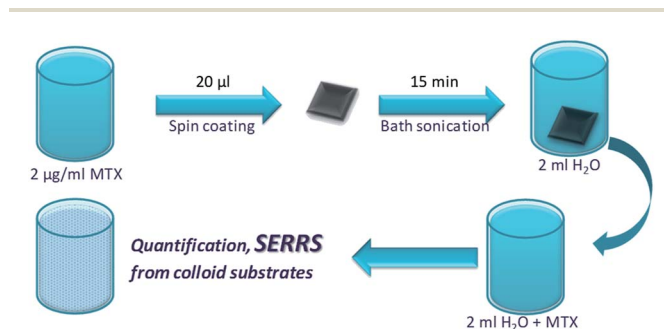 20 µl
15 min
Spin coating
Bath sonication
2 µg/ml MTX
2 ml H₂O
Quantification, SERRS
from colloid substrates
2 ml H₂O + MTX